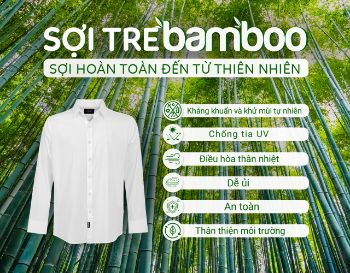 SỢI TRE bamboo
SỢI HOÀN TOÀN ĐẾN TỪ THIÊN NHIÊN
Kháng khuẩn và khử mùi tự nhiên
Chống tia UV
Điều hòa thân nhiệt
Dễ ủi
An toàn
Thân thiện môi trường